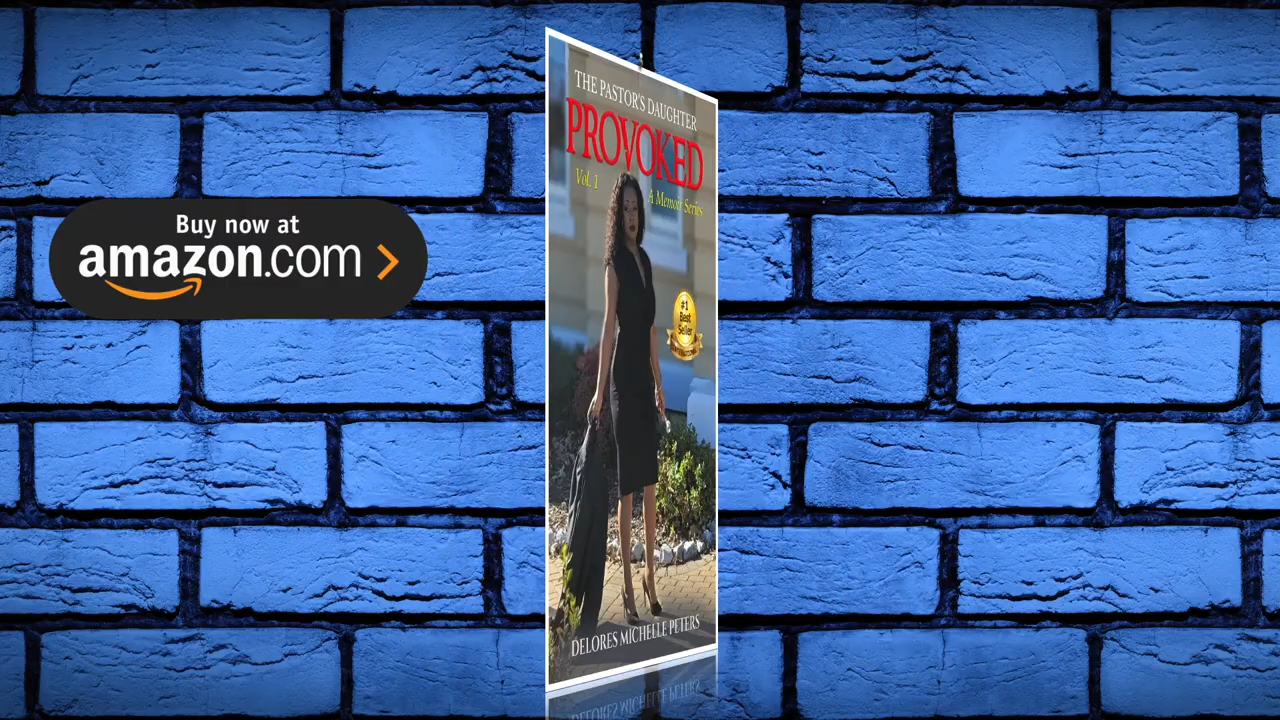 Buy now at
amazon.com
THE PASTOR'S DAUGHTER
PROVOKED
Vol. 1
A Memoir Series
#1
Best
Seller
DELORES MICHELLE PETERS